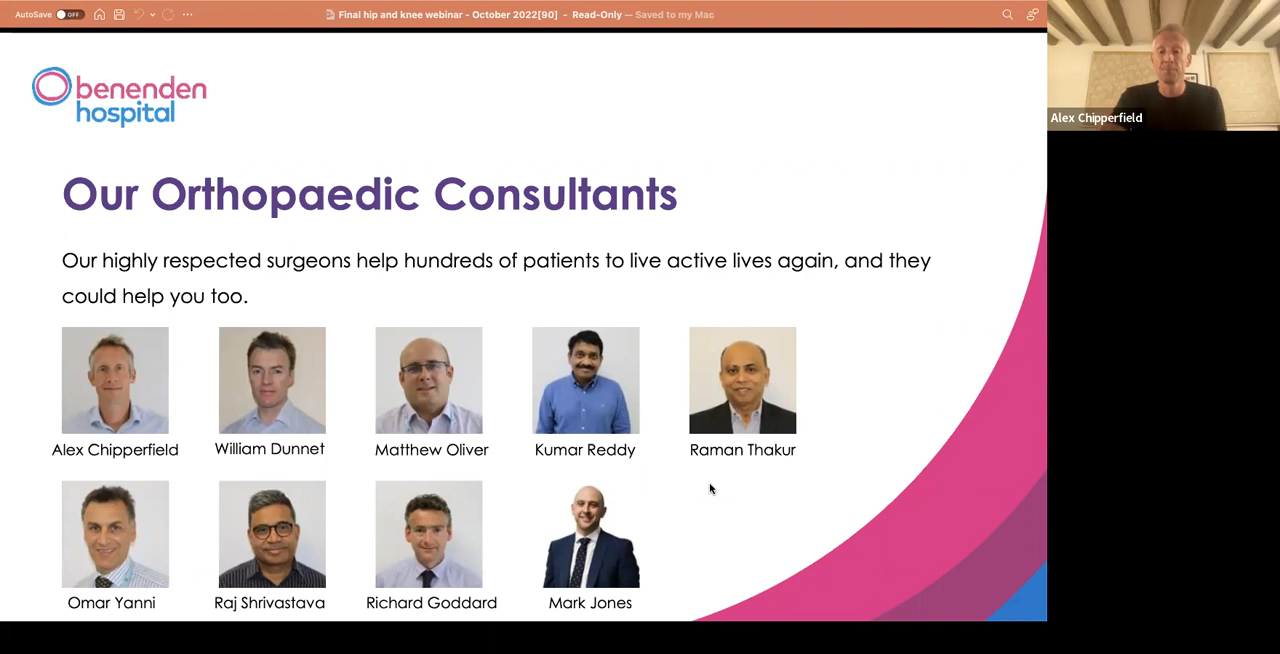 AutoSave OFF
Final hip and knee webinar - October 2022[90] - Read-Only — Saved to my Mac
Alex Chipperfield
benenden
hospital
Our Orthopaedic Consultants
Our highly respected surgeons help hundreds of patients to live active lives again, and they
could help you too.
Alex Chipperfield William Dunnet Matthew Oliver Kumar Reddy Raman Thakur
Omar Yanni Raj Shrivastava Richard Goddard Mark Jones